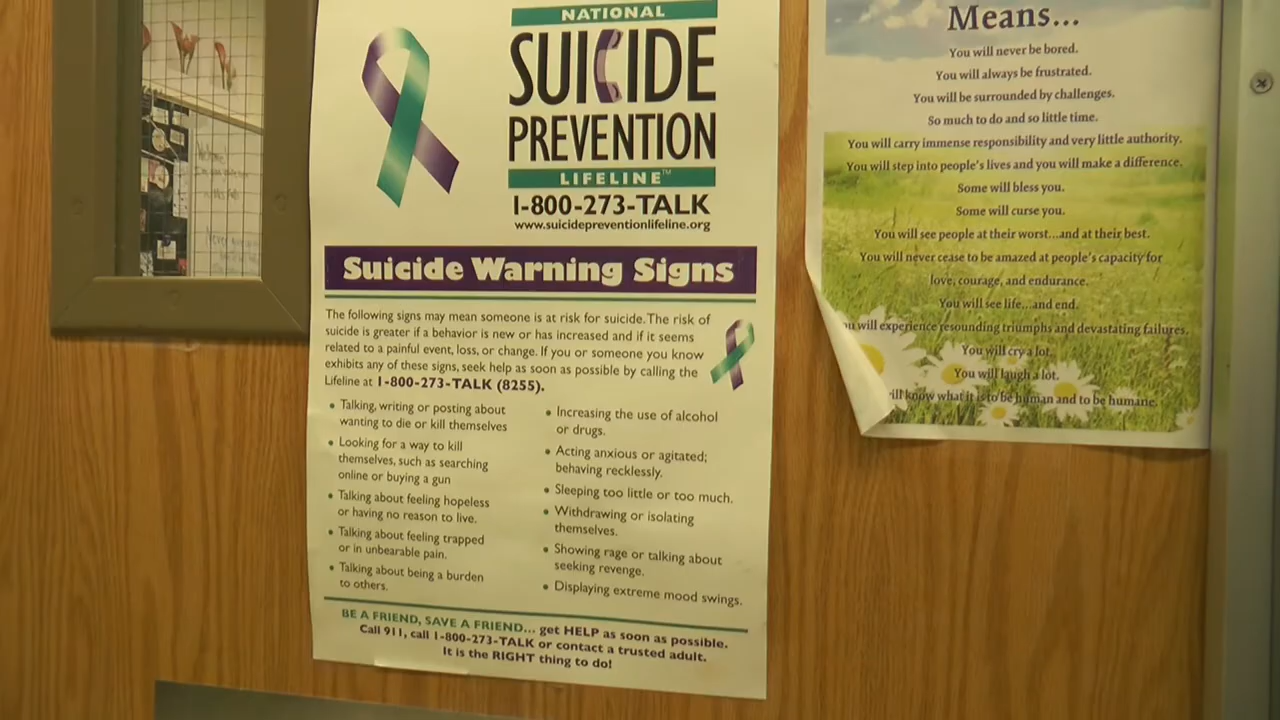 NATIONAL
SUICIDE
PREVENTION
LIFELINE™
1-800-273-TALK
www.suicidepreventionlifeline.org
Suicide Warning Signs
The following signs may mean someone is at risk for suicide. The risk of
suicide is greater if a behavior is new or has increased and if it seems
related to a painful event, loss, or change. If you or someone you know
exhibits any of these signs, seek help as soon as possible by calling the
Lifeline at 1-800-273-TALK (8255).
• Talking, writing or posting about
wanting to die or kill themselves
• Looking for a way to kill
themselves, such as searching
online or buying a gun
• Talking about feeling hopeless
or having no reason to live.
• Talking about feeling trapped
or in unbearable pain.
• Talking about being a burden
to others.
• Increasing the use of alcohol
or drugs.
• Acting anxious or agitated;
behaving recklessly.
• Sleeping too little or too much.
• Withdrawing or isolating
themselves.
• Showing rage or talking about
seeking revenge.
• Displaying extreme mood swings.
BE A FRIEND, SAVE A FRIEND... get HELP as soon as possible.
Call 911, call 1-800-273-TALK or contact a trusted adult.
It is the RIGHT thing to do!
Means...
You will never be bored.
You will always be frustrated.
You will be surrounded by challenges.
So much to do and so little time.
You will carry immense responsibility and very little authority.
You will step into people's lives and you will make a difference.
Some will bless you.
Some will curse you.
You will see people at their worst...and at their best.
You will never cease to be amazed at people's capacity for
love, courage, and endurance.
You will see life...and end.
ou will experience resounding triumphs and devastating failures.
You will cry a lot.
You will laugh a lot.
ill know what it is to be human and to be humane.